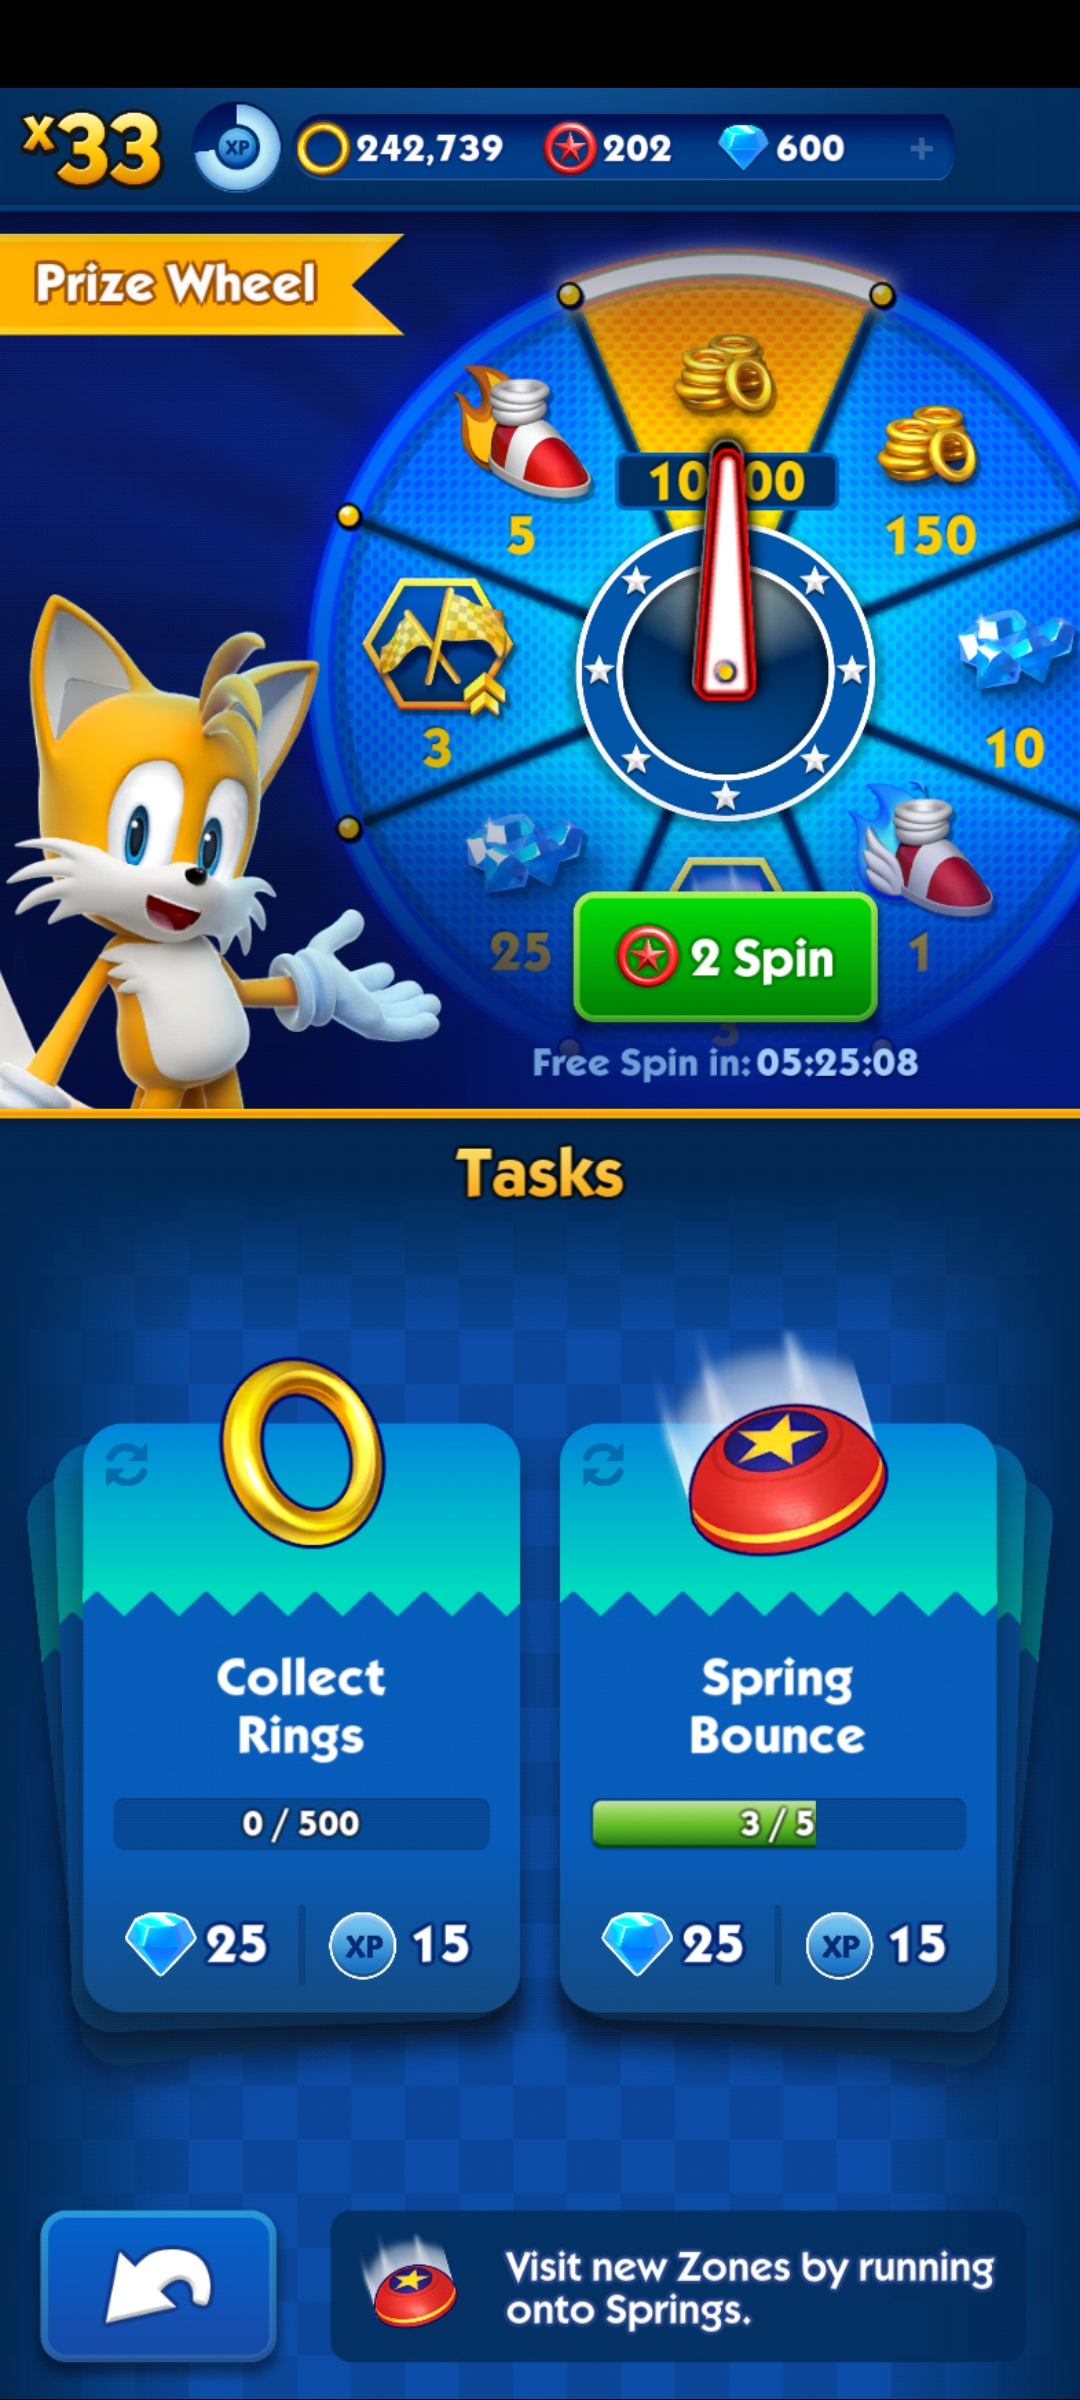 x33
XP
242,739
202
600
+
Prize Wheel
5
150
3
10
25
1
2 Spin
Free Spin in: 05:25:08
Tasks
Collect
Rings
0 / 500
25
XP 15
Spring
Bounce
3 / 5
25
XP 15
Visit new Zones by running
onto Springs.